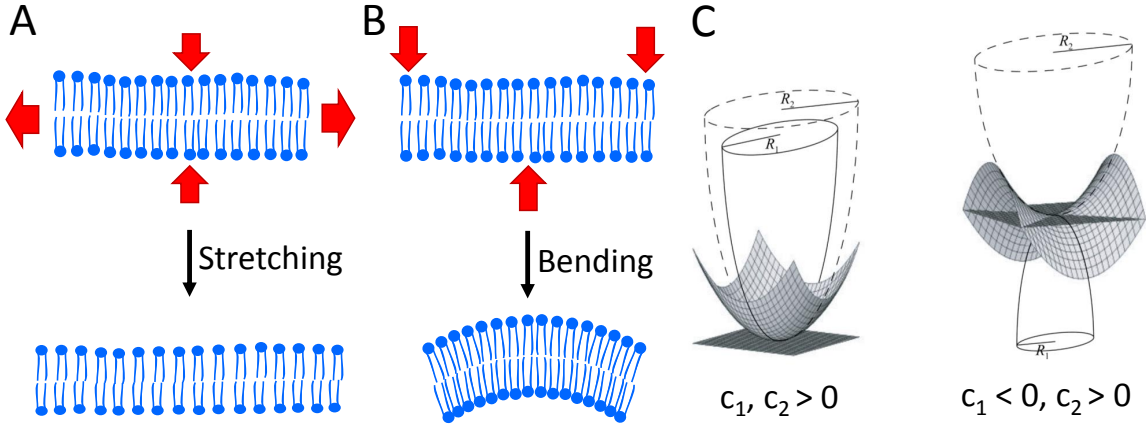 A
B
C
Stretching
Bending
R₂
R₁
c₁, c₂ > 0
R₂
R₁
c₁ < 0, c₂ > 0